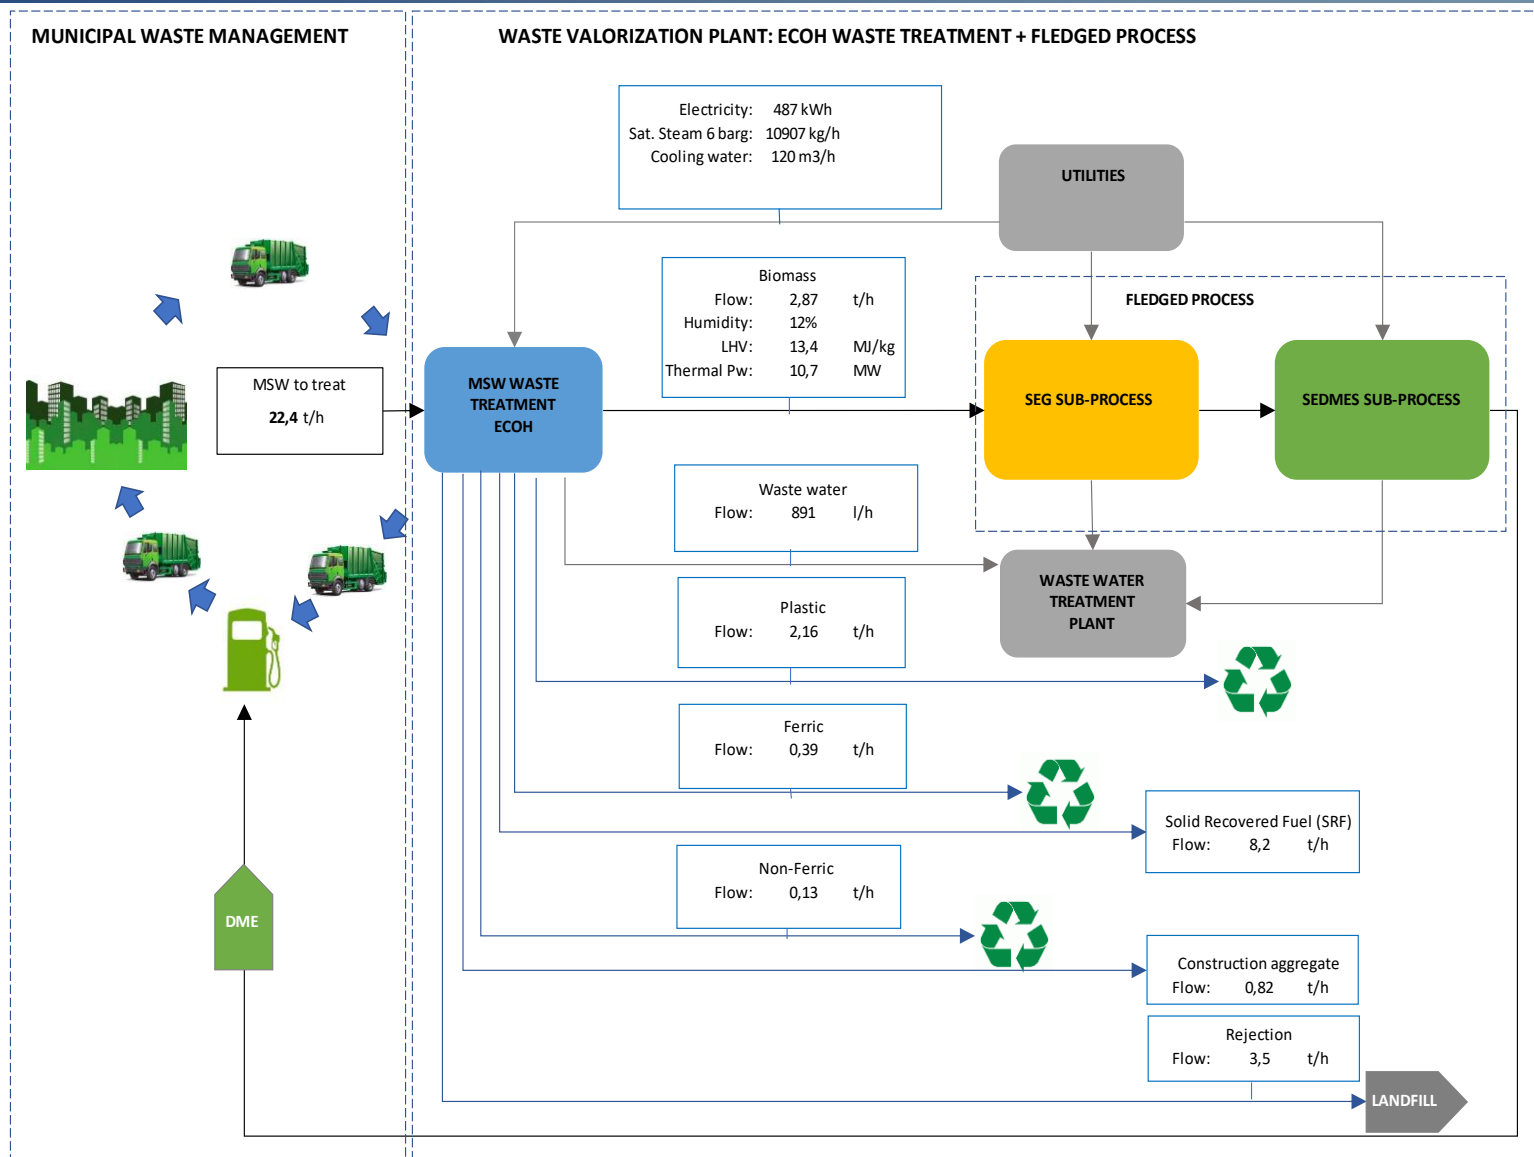 MUNICIPAL WASTE MANAGEMENT
WASTE VALORIZATION PLANT: ECOH WASTE TREATMENT + FLEDGED PROCESS
Electricity: 487 kWh
Sat. Steam 6 barg: 10907 kg/h
Cooling water: 120 m3/h
UTILITIES
Biomass
Flow: 2,87 t/h
Humidity: 12%
LHV: 13,4 MJ/kg
Thermal Pw: 10,7 MW
FLEDGED PROCESS
MSW to treat
22,4 t/h
MSW WASTE
TREATMENT
ECOH
SEG SUB-PROCESS
SEDMES SUB-PROCESS
Waste water
Flow: 891 l/h
WASTE WATER
TREATMENT
PLANT
Plastic
Flow: 2,16 t/h
Ferric
Flow: 0,39 t/h
Solid Recovered Fuel (SRF)
Flow: 8,2 t/h
Non-Ferric
Flow: 0,13 t/h
DME
Construction aggregate
Flow: 0,82 t/h
Rejection
Flow: 3,5 t/h
LANDFILL